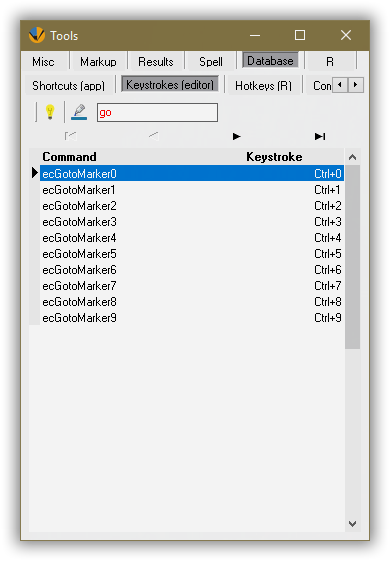 Tools
Misc Markup Results Spell Database R
Shortcuts (app) Keystrokes (editor) Hotkeys (R) Con
go
Command Keystroke
ecGotoMarker0 Ctrl+0
ecGotoMarker1 Ctrl+1
ecGotoMarker2 Ctrl+2
ecGotoMarker3 Ctrl+3
ecGotoMarker4 Ctrl+4
ecGotoMarker5 Ctrl+5
ecGotoMarker6 Ctrl+6
ecGotoMarker7 Ctrl+7
ecGotoMarker8 Ctrl+8
ecGotoMarker9 Ctrl+9